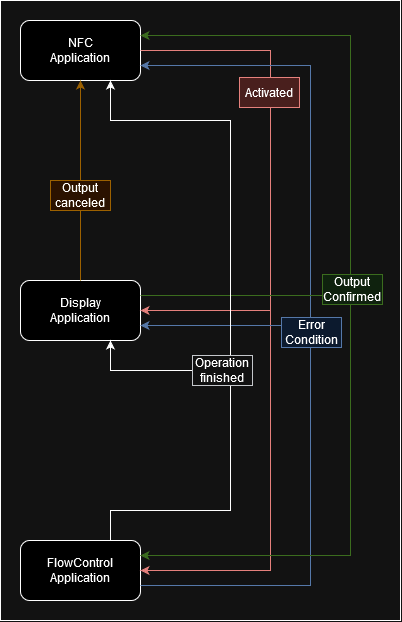 NFC
Application
Activated
Output
canceled
Output
Confirmed
Display
Application
Error
Condition
Operation
finished
FlowControl
Application